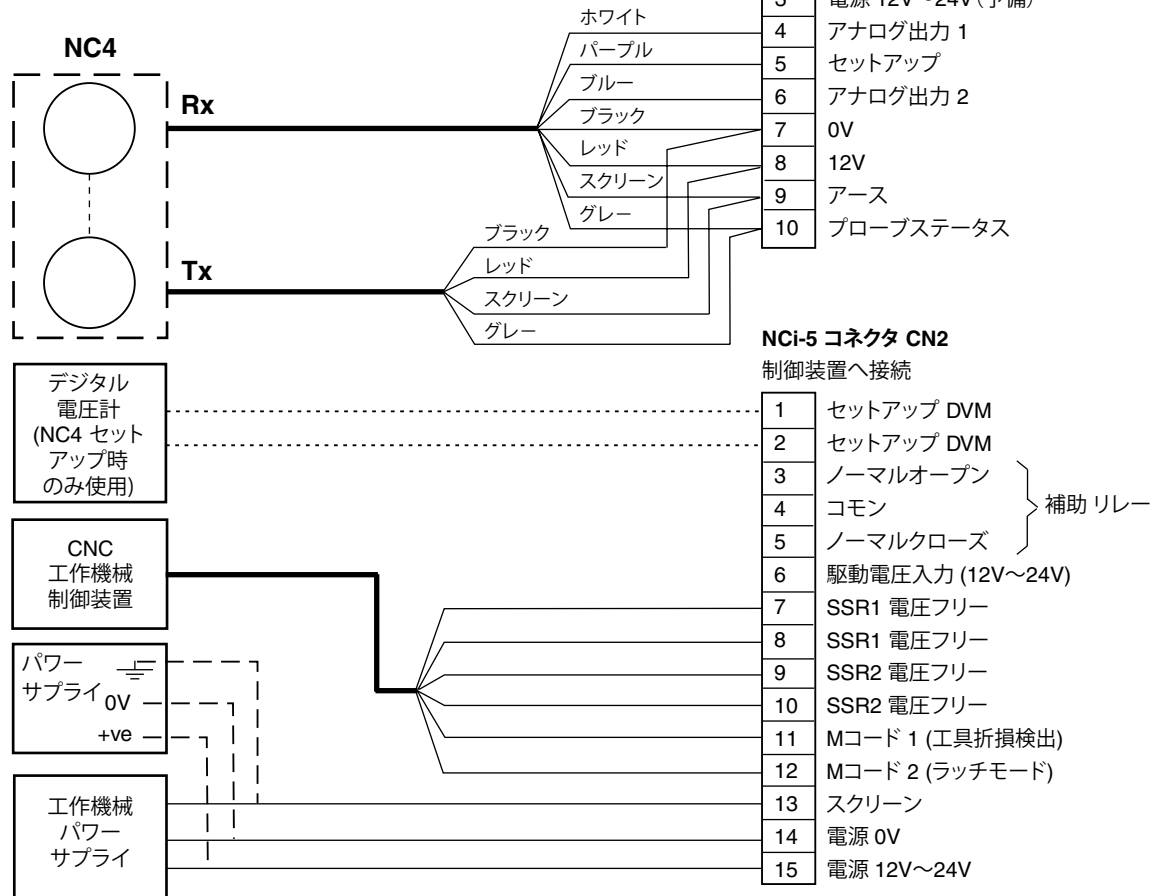 3 電源 12V～24V (予備)
ホワイト
4 アナログ出力 1
NC4
パープル
5 セットアップ
ブルー
6 アナログ出力 2
Rx
ブラック
7 0V
レッド
8 12V
スクリーン
9 アース
グレー
10 プローブステータス
ブラック
Tx
レッド
スクリーン
グレー
NCi-5 コネクタ CN2
制御装置へ接続
デジタル
電圧計
(NC4 セット
アップ時
のみ使用)
1 セットアップ DVM
2 セットアップ DVM
3 ノーマルオープン
4 コモン
補助 リレー
5 ノーマルクローズ
CNC
工作機械
制御装置
6 駆動電圧入力 (12V～24V)
7 SSR1 電圧フリー
8 SSR1 電圧フリー
9 SSR2 電圧フリー
10 SSR2 電圧フリー
パワー
サプライ
0V
+ve
11 Mコード 1 (工具折損検出)
12 Mコード 2 (ラッチモード)
工作機械
パワー
サプライ
13 スクリーン
14 電源 0V
15 電源 12V～24V